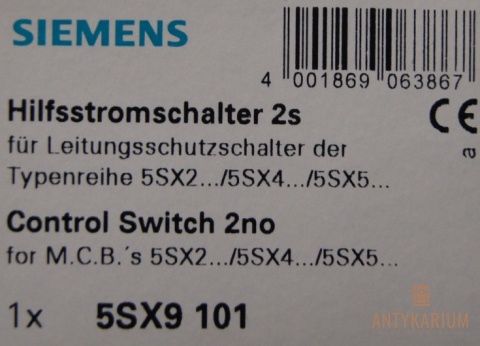 SIEMENS
4 001869 063867
Hilfsstromschalter 2s
für Leitungsschutzschalter der
Typenreihe 5SX2.../5SX4.../5SX5...
Control Switch 2no
for M.C.B.´s 5SX2.../5SX4.../5SX5...
1x 5SX9 101
CE
a
ANTYKARIUM